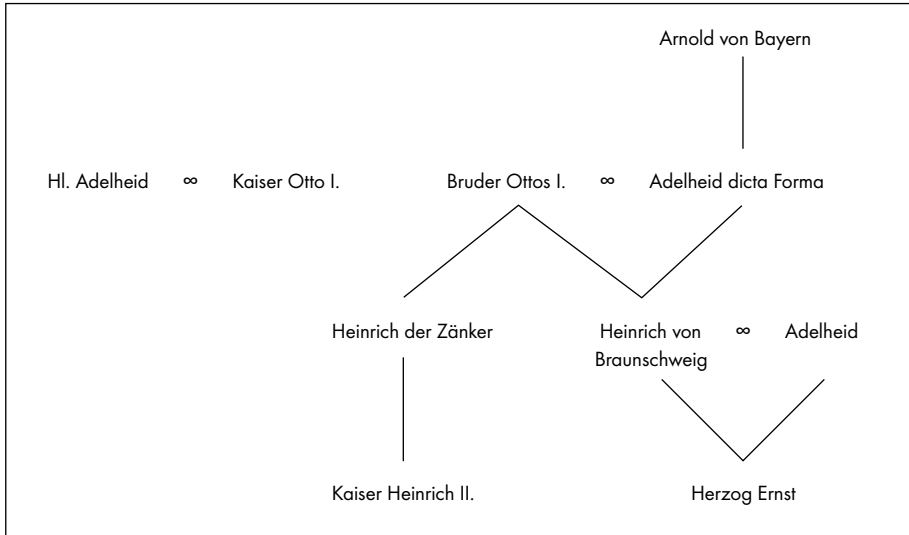 Arnold von Bayern
Hl. Adelheid ∞ Kaiser Otto I. Bruder Ottos I. ∞ Adelheid dicta Forma
Heinrich der Zänker Heinrich von ∞ Adelheid
Braunschweig
Kaiser Heinrich II. Herzog Ernst